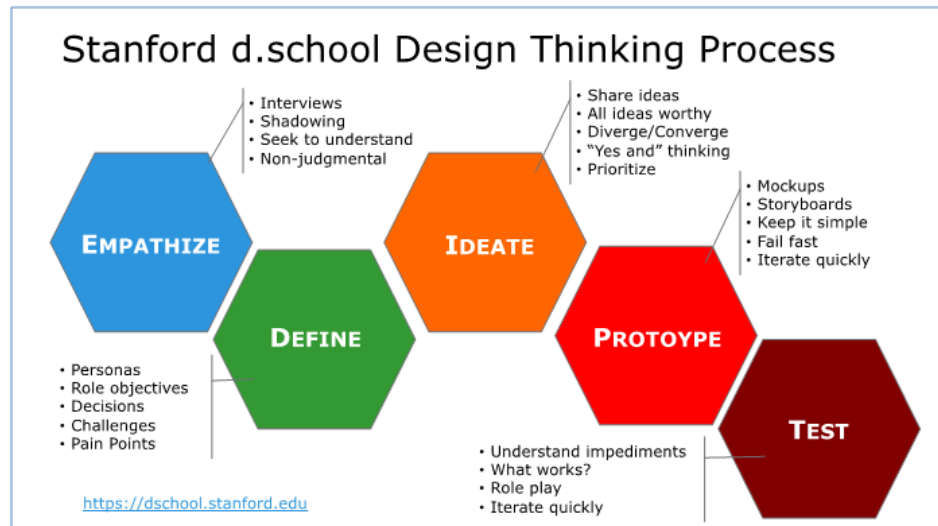 Stanford d.school Design Thinking Process
• Interviews
• Shadowing
• Seek to understand
• Non-judgmental
EMPATHIZE
• Personas
• Role objectives
• Decisions
• Challenges
• Pain Points
DEFINE
• Share ideas
• All ideas worthy
• Diverge/Converge
• “Yes and” thinking
• Prioritize
IDEATE
• Mockups
• Storyboards
• Keep it simple
• Fail fast
• Iterate quickly
PROTOYPE
• Understand impediments
• What works?
• Role play
• Iterate quickly
TEST
https://dschool.stanford.edu